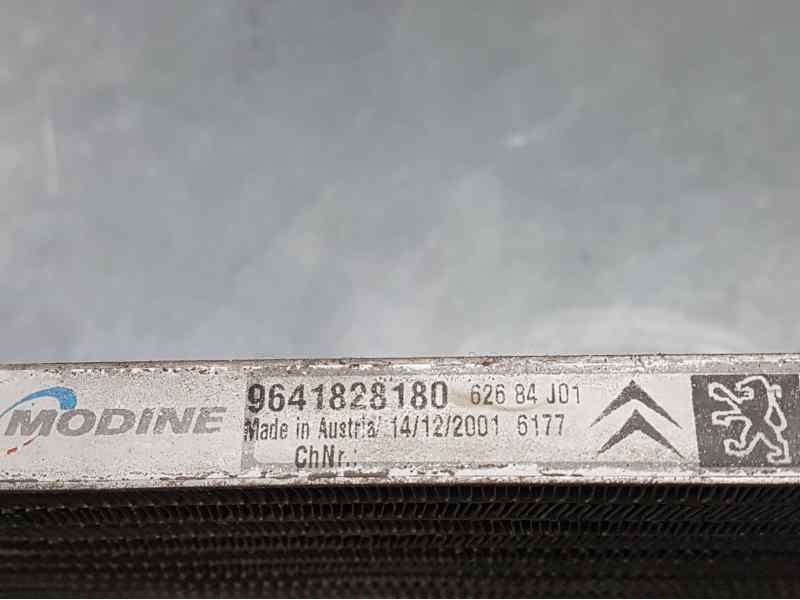 MODINE
9641828180 626 84 J01
Made in Austria/ 14/12/2001 6177
ChNr.: